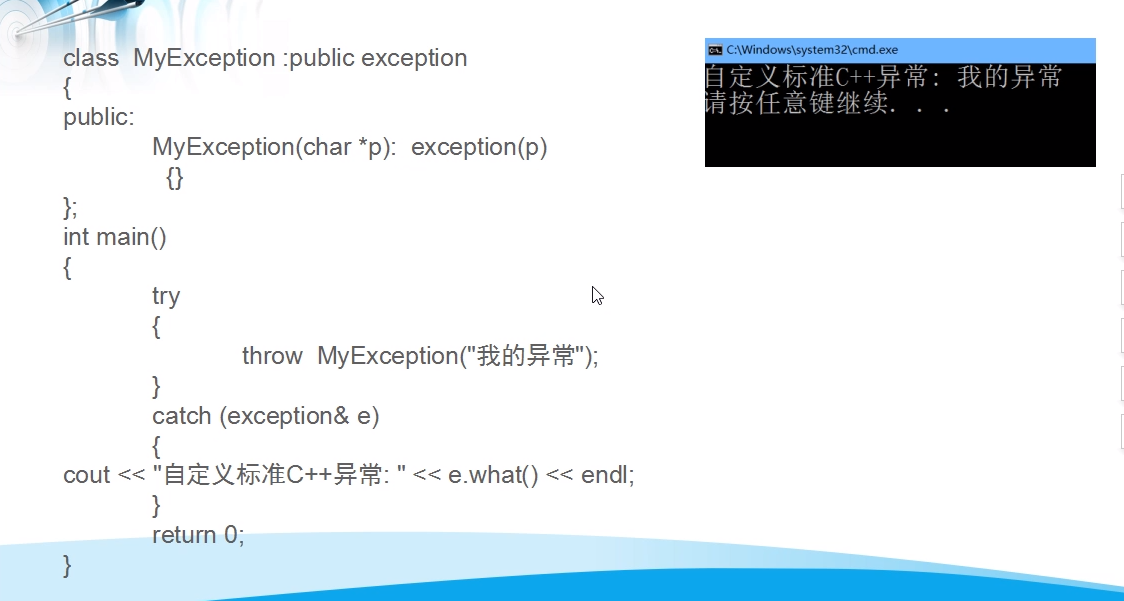 class  MyException :public exception
{
public:
MyException(char *p):  exception(p)
{}
};
int main()
{
try
{
throw  MyException("我的异常");
}
catch (exception& e)
{
cout << "自定义标准C++异常: " << e.what() << endl;
}
return 0;
}
C:\Windows\system32\cmd.exe
自定义标准C++异常: 我的异常
请按任意键继续. . .